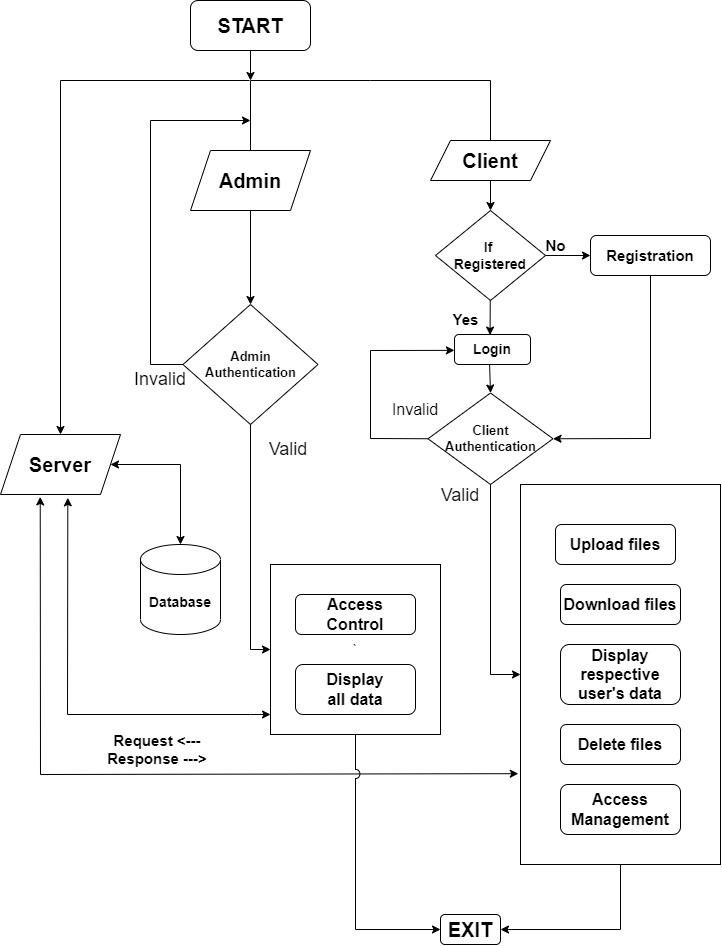 START
Admin
Client
If
Registered
No
Registration
Yes
Login
Admin
Authentication
Invalid
Invalid
Client
Authentication
Valid
Valid
Server
Database
Upload files
Download files
Display
respective
user's data
Delete files
Access
Management
Access
Control
`
Display
all data
Request <---
Response --->
EXIT